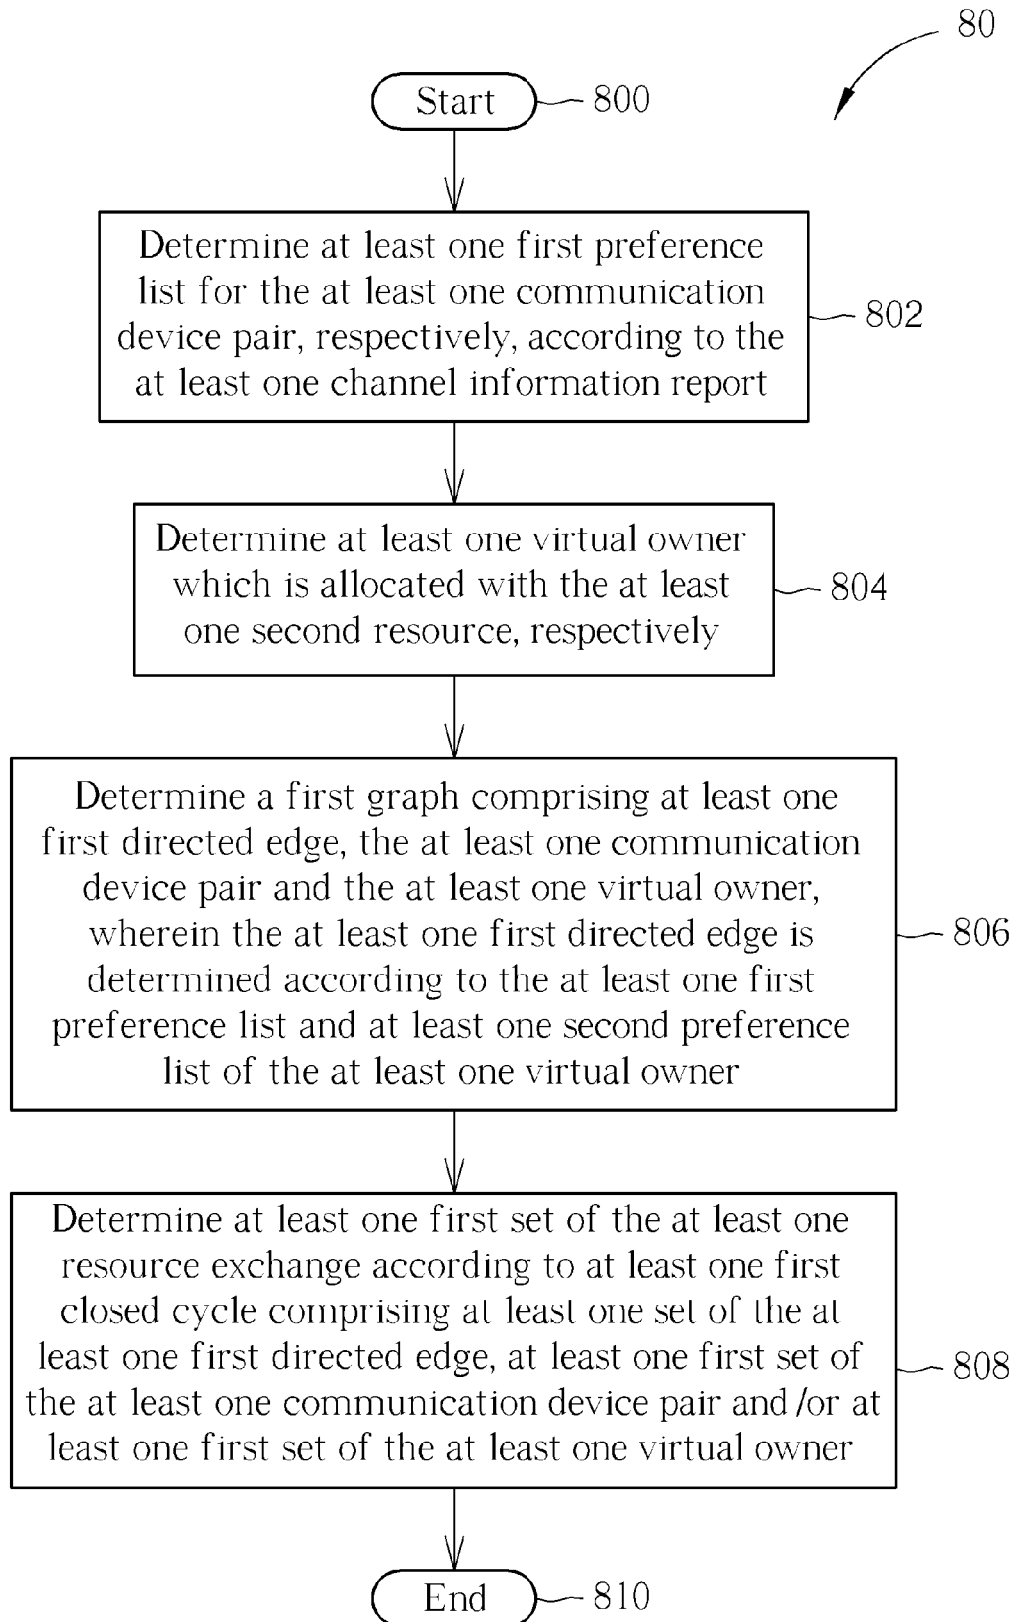 80
Start
800
Determine at least one first preference
list for the at least one communication
device pair, respectively, according to the
at least one channel information report
802
Determine at least one virtual owner
which is allocated with the at least
one second resource, respectively
804
Determine a first graph comprising at least one
first directed edge, the at least one communication
device pair and the at least one virtual owner,
wherein the at least one first directed edge is
determined according to the at least one first
preference list and at least one second preference
list of the at least one virtual owner
806
Determine at least one first set of the at least one
resource exchange according to at least one first
closed cycle comprising at least one set of the at
least one first directed edge, at least one first set of
the at least one communication device pair and/or at
least one first set of the at least one virtual owner
808
End
810